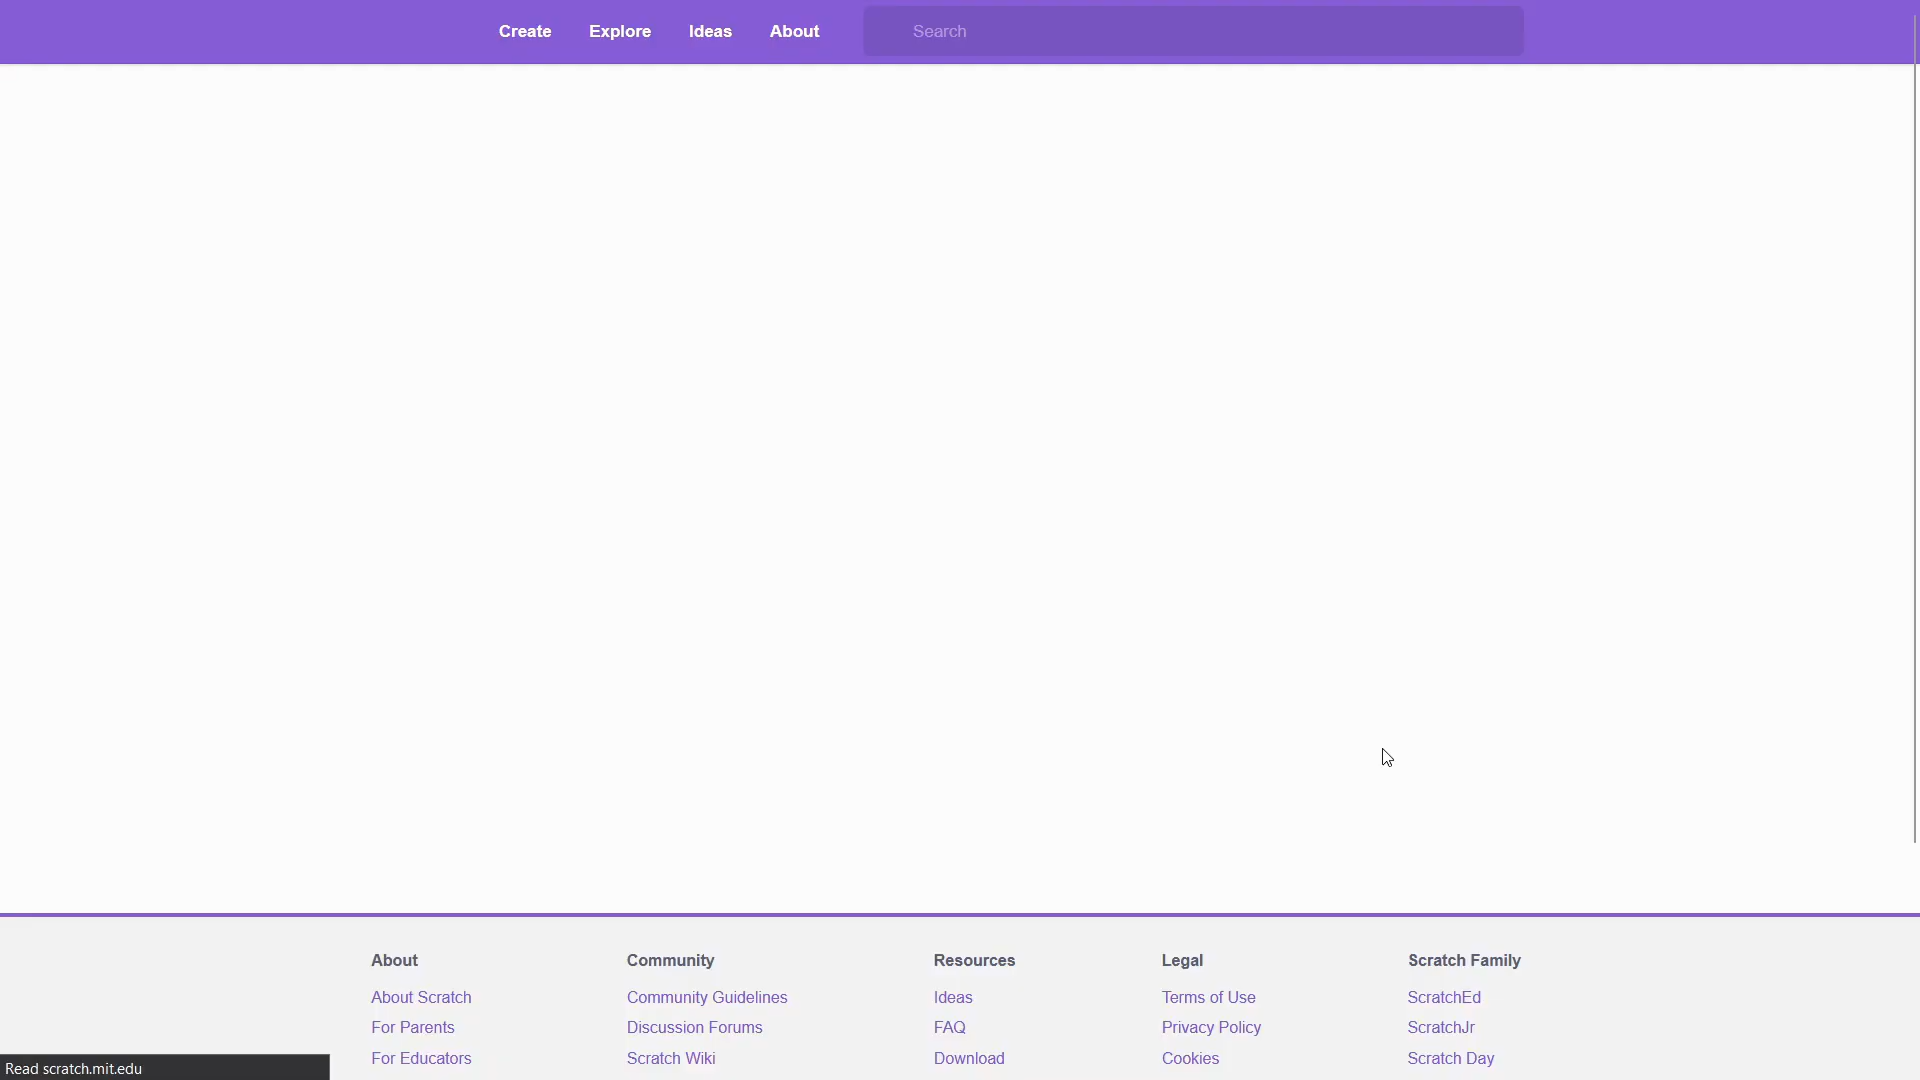 Create Explore Ideas About Search
About Community Resources Legal Scratch Family
About Scratch Community Guidelines Ideas Terms of Use ScratchEd
For Parents Discussion Forums FAQ Privacy Policy ScratchJr
For Educators Scratch Wiki Download Cookies Scratch Day
Read scratch.mit.edu